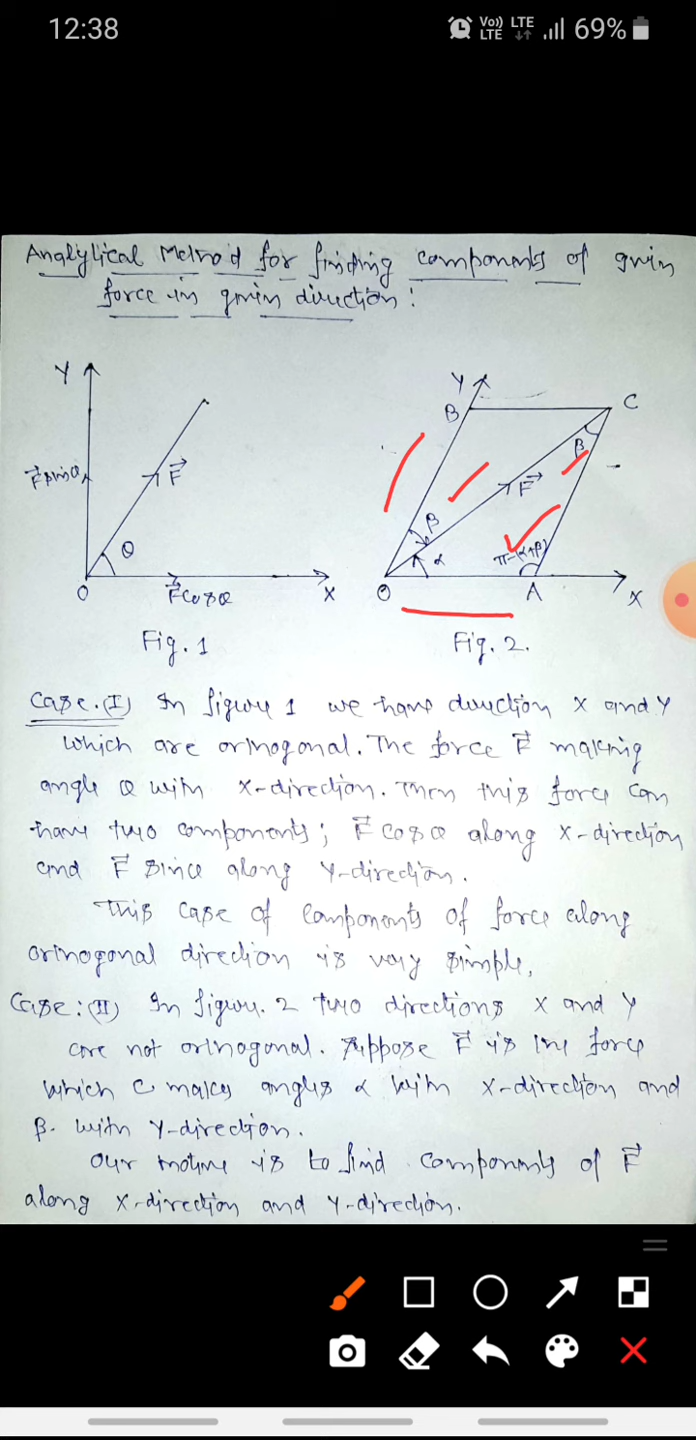 12:38
Vo)) LTE
LTE
69%
Analylical Method for finding components of given
force in given direction:
Y
F⃗ sinθ
F⃗
θ
O
F⃗ cosθ
X
Fig. 1
Y
B
C
β
F⃗
β
α
π-(α+β)
O
A
X
Fig. 2.
Case.(I) In figure 1 we have direction X and Y
which are orthogonal. The force F⃗ making
angle θ with X-direction. Then this force can
have two components; F⃗ cosθ along X-direction
and F⃗ sinθ along Y-direction.
This case of components of force along
orthogonal direction is very simple,
Case:(II) In figure. 2 two directions X and Y
are not orthogonal. Suppose F⃗ is the force
which makes angles α with X-direction and
β. with Y-direction.
Our motive is to find components of F⃗
along X-direction and Y-direction.